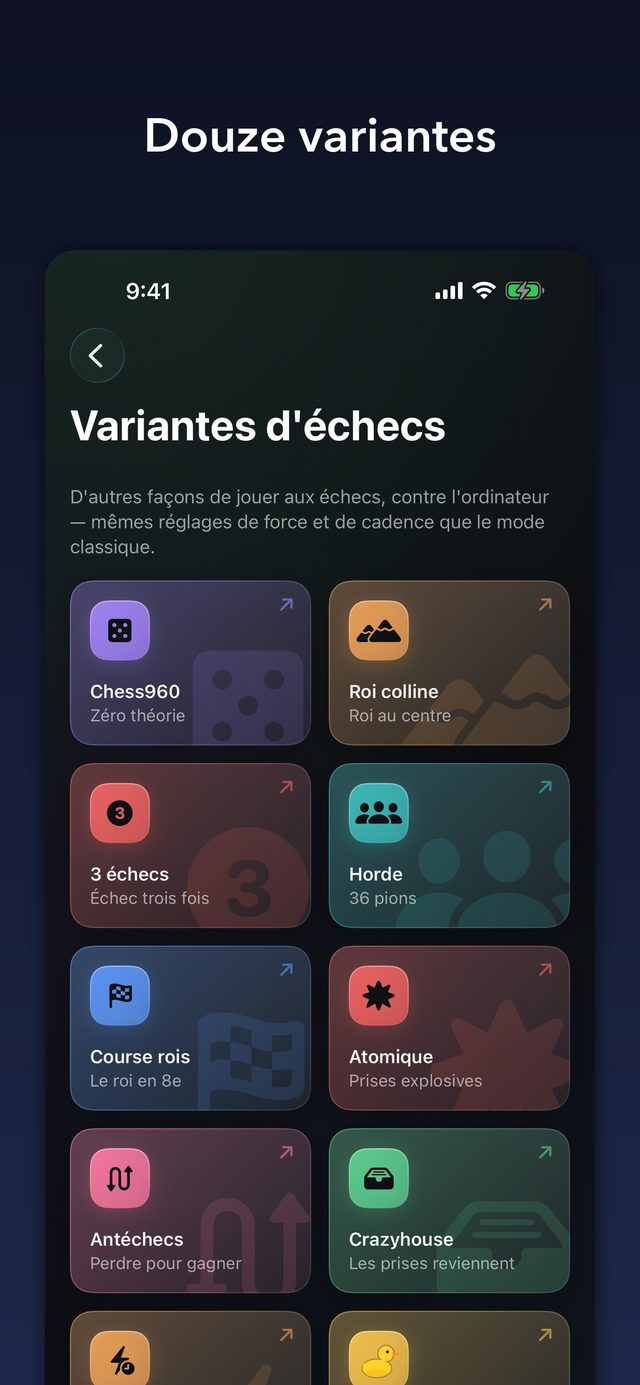 Douze variantes
9:41
Variantes d'échecs
D'autres façons de jouer aux échecs, contre l'ordinateur
— mêmes réglages de force et de cadence que le mode
classique.
Chess960
Zéro théorie
Roi colline
Roi au centre
3
3
3 échecs
Échec trois fois
Horde
36 pions
Course rois
Le roi en 8e
Atomique
Prises explosives
Antéchecs
Perdre pour gagner
Crazyhouse
Les prises reviennent